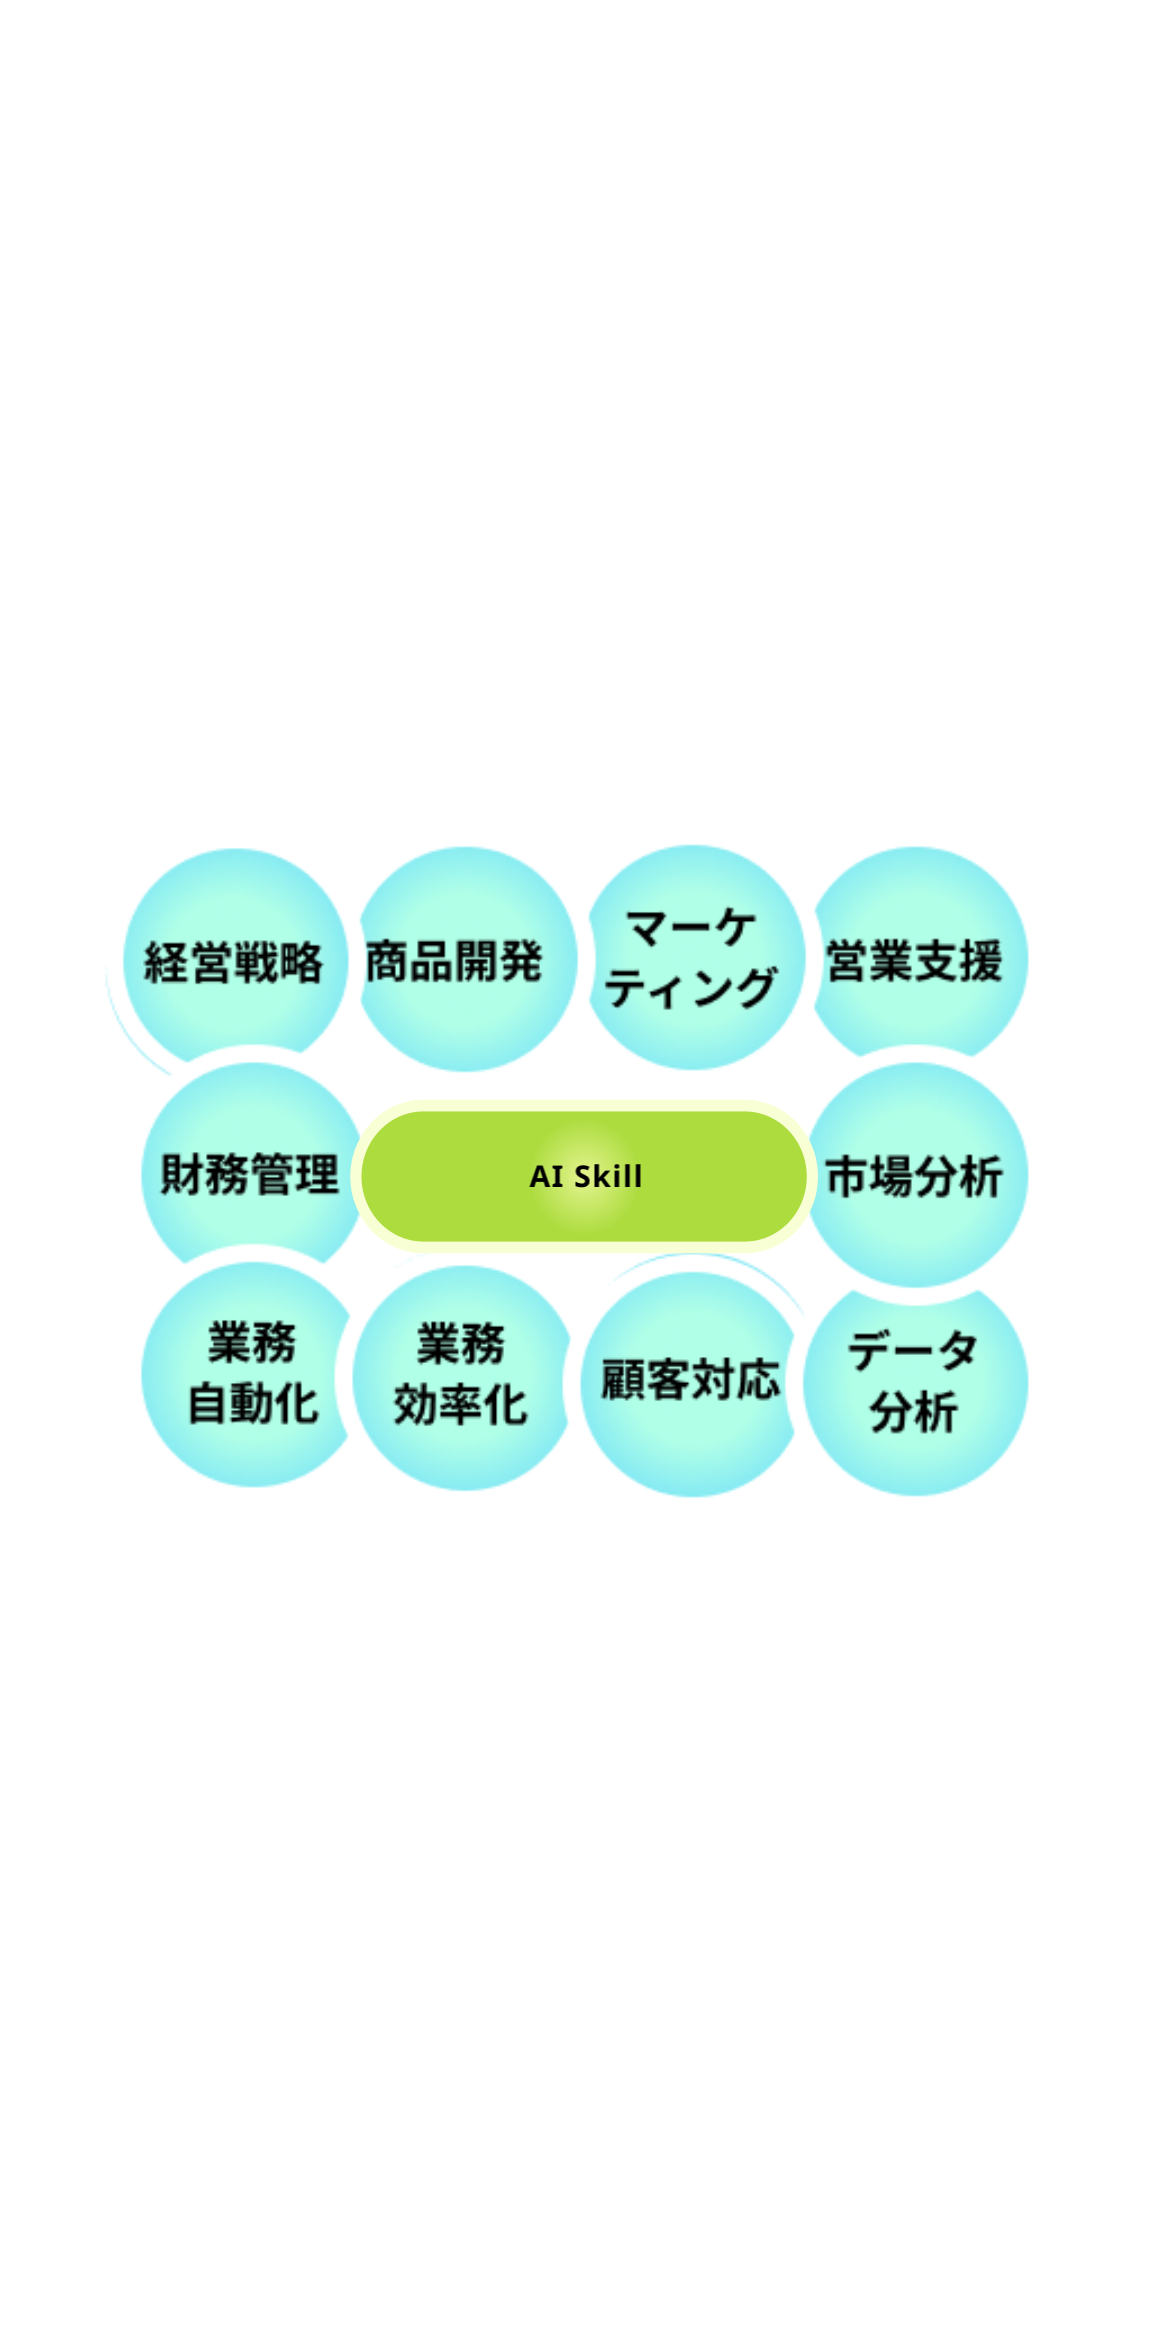 経営戦略
商品開発
マーケ
ティング
営業支援
財務管理
AI Skill
市場分析
業務
自動化
業務
効率化
顧客対応
データ
分析